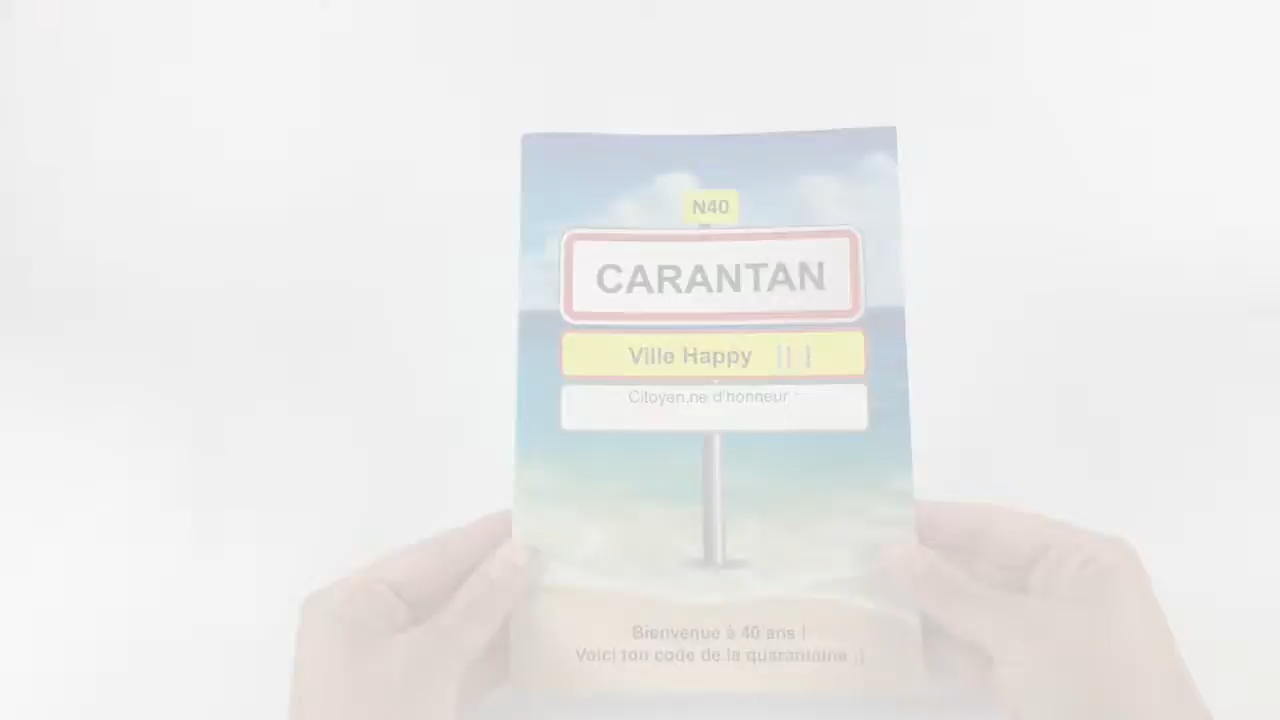 N40
CARANTAN
Ville Happy
Citoyen.ne d'honneur :
Bienvenue à 40 ans !
Voici ton code de la quarantaine ;)